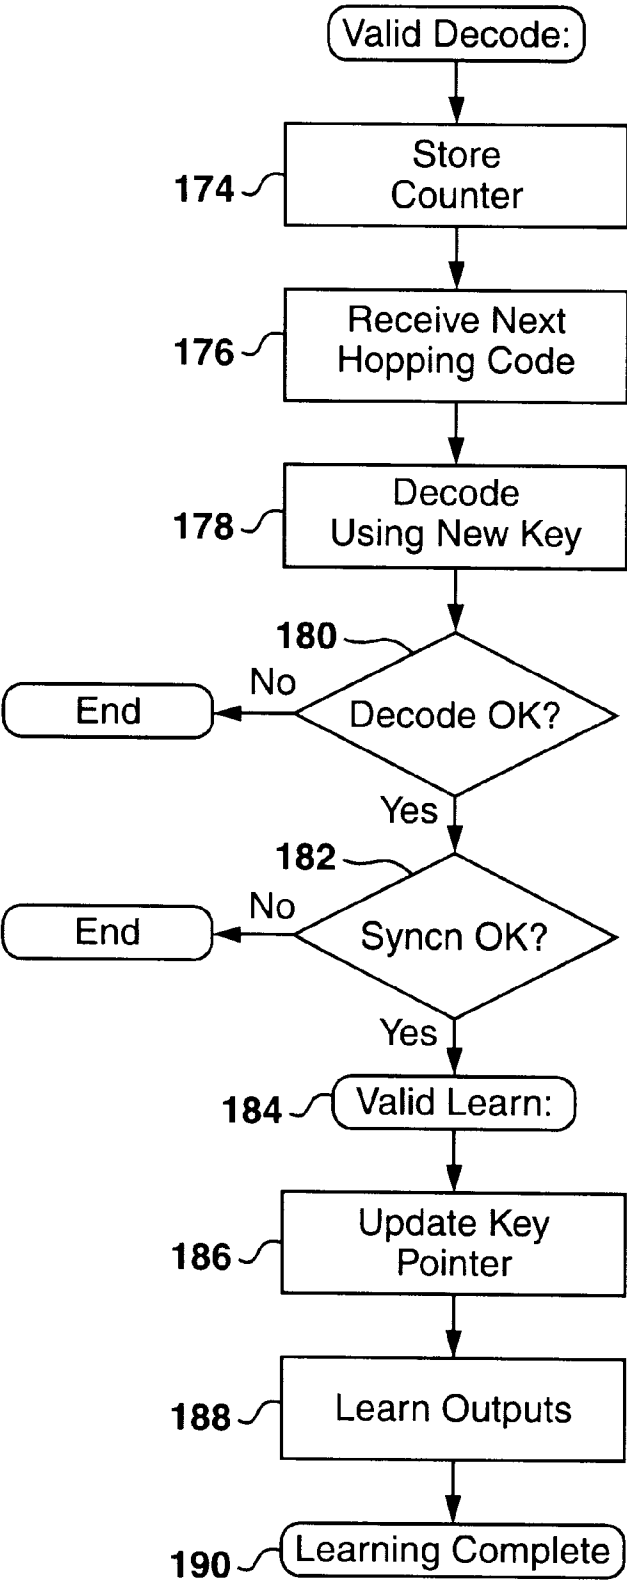 Valid Decode:
174
Store
Counter
176
Receive Next
Hopping Code
178
Decode
Using New Key
180
No
End
Decode OK?
Yes
182
No
End
Syncn OK?
Yes
184
Valid Learn:
186
Update Key
Pointer
188
Learn Outputs
190
Learning Complete